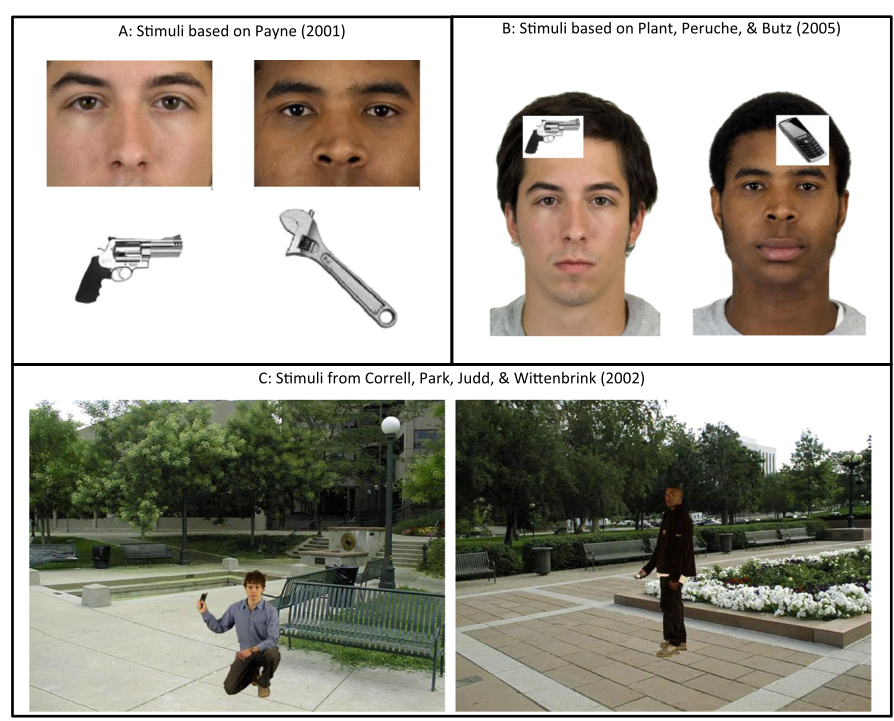 A: Stimuli based on Payne (2001)
B: Stimuli based on Plant, Peruche, & Butz (2005)
C: Stimuli from Correll, Park, Judd, & Wittenbrink (2002)